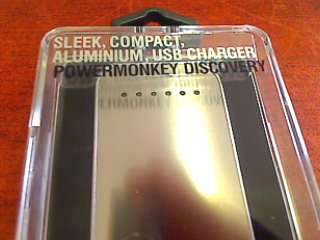 SLEEK, COMPACT,
ALUMINIUM, USB CHARGER
POWERMONKEY DISCOVERY